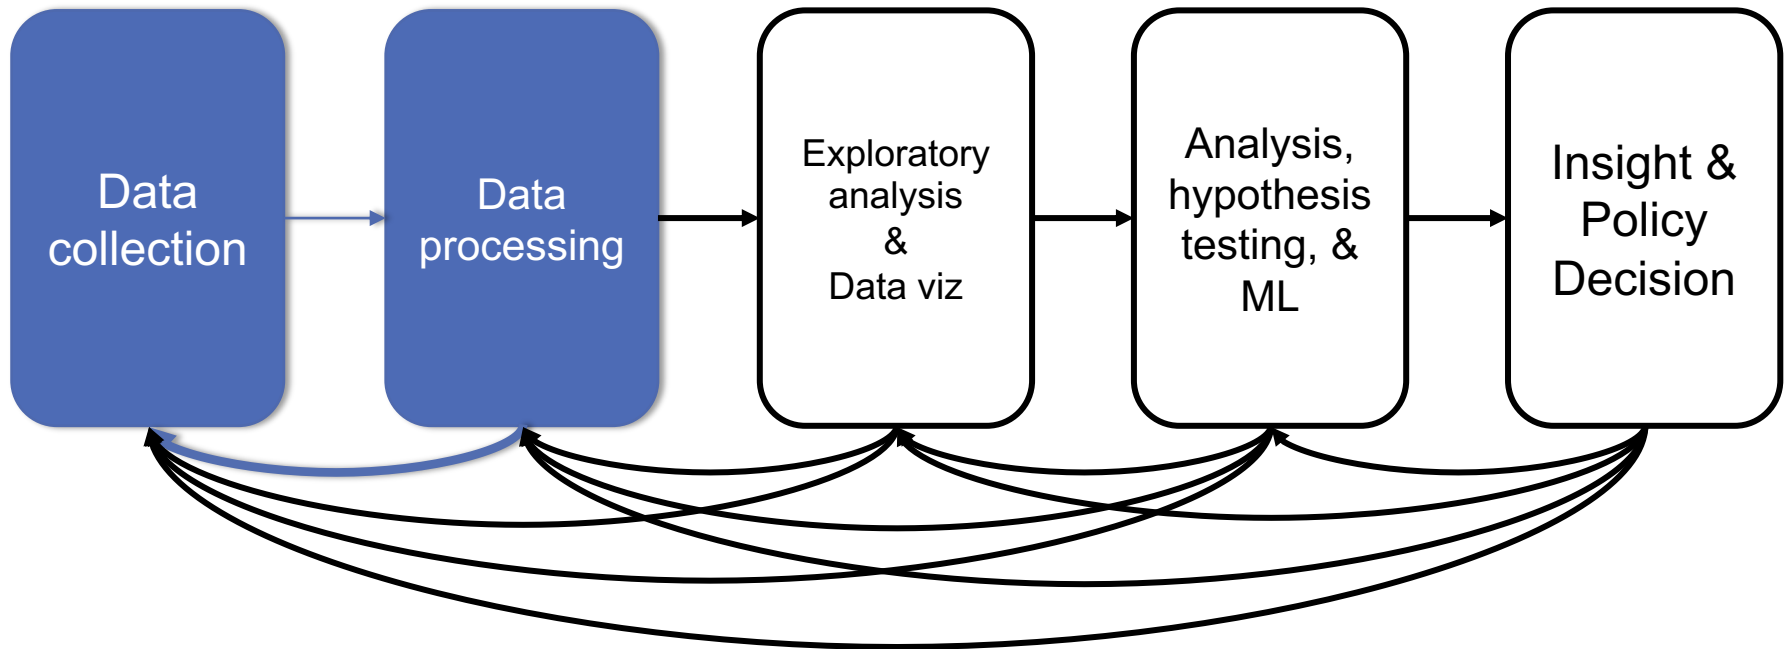 Data
collection
Data
processing
Exploratory
analysis
&
Data viz
Analysis,
hypothesis
testing, &
ML
Insight &
Policy
Decision